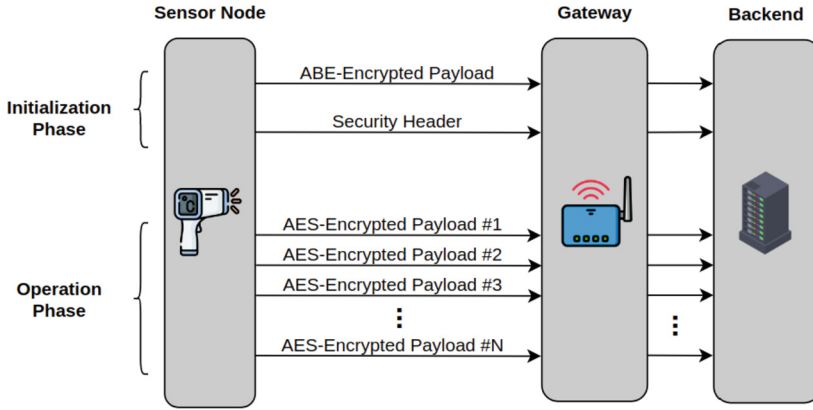 Sensor Node
Gateway
Backend
Initialization
Phase
ABE-Encrypted Payload
Security Header
°C
Operation
Phase
AES-Encrypted Payload #1
AES-Encrypted Payload #2
AES-Encrypted Payload #3
AES-Encrypted Payload #N